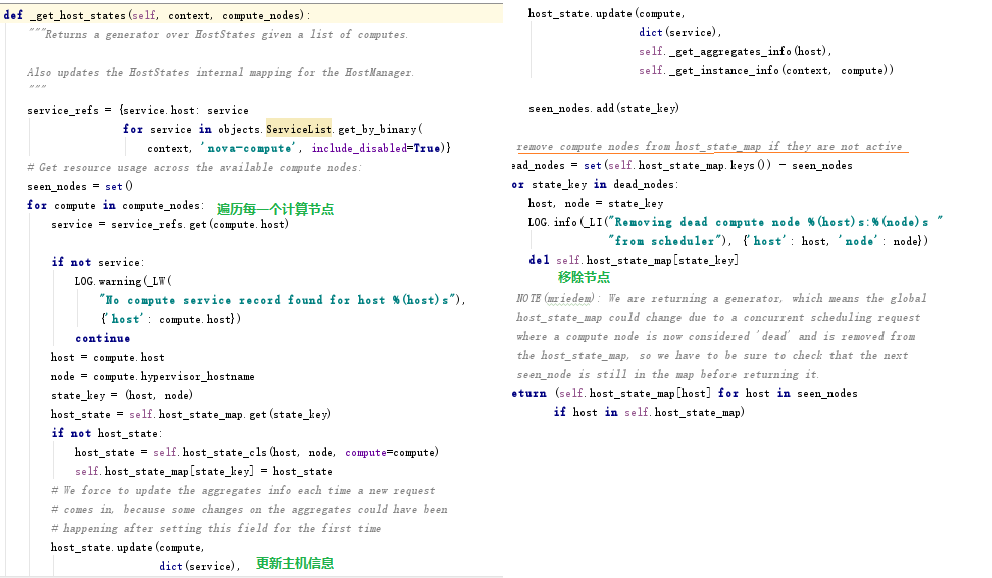 def _get_host_states(self, context, compute_nodes):
"""Returns a generator over HostStates given a list of computes.
Also updates the HostStates internal mapping for the HostManager.
"""
service_refs = {service.host: service
for service in objects.ServiceList.get_by_binary(
context, 'nova-compute', include_disabled=True)}
# Get resource usage across the available compute nodes:
seen_nodes = set()
for compute in compute_nodes: 遍历每一个计算节点
service = service_refs.get(compute.host)
if not service:
LOG.warning(_LW(
"No compute service record found for host %(host)s"),
{'host': compute.host})
continue
host = compute.host
node = compute.hypervisor_hostname
state_key = (host, node)
host_state = self.host_state_map.get(state_key)
if not host_state:
host_state = self.host_state_cls(host, node, compute=compute)
self.host_state_map[state_key] = host_state
# We force to update the aggregates info each time a new request
# comes in, because some changes on the aggregates could have been
# happening after setting this field for the first time
host_state.update(compute,
dict(service), 更新主机信息
host_state.update(compute,
dict(service),
self._get_aggregates_info(host),
self._get_instance_info(context, compute))
seen_nodes.add(state_key)
remove compute nodes from host_state_map if they are not active
ead_nodes = set(self.host_state_map.keys()) - seen_nodes
or state_key in dead_nodes:
host, node = state_key
LOG.info(_LI("Removing dead compute node %(host)s:%(node)s "
"from scheduler"), {'host': host, 'node': node})
del self.host_state_map[state_key]
移除节点
NOTE(mriedem): We are returning a generator, which means the global
host_state_map could change due to a concurrent scheduling request
where a compute node is now considered 'dead' and is removed from
the host_state_map, so we have to be sure to check that the next
seen_node is still in the map before returning it.
eturn (self.host_state_map[host] for host in seen_nodes
if host in self.host_state_map)